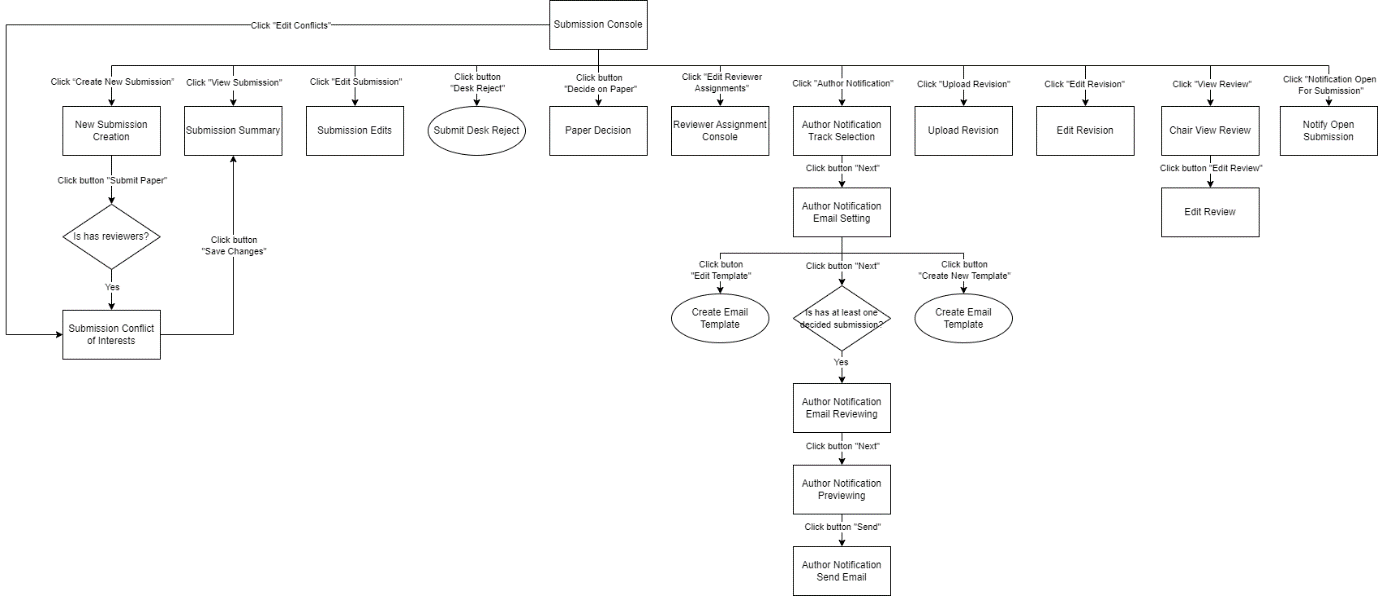 Submission Console
Click "Edit Conflicts"
Click "Create New Submission"
Click "View Submission"
Click "Edit Submission"
Click button
"Desk Reject"
Click button
"Decide on Paper"
Click "Edit Reviewer
Assignments"
Click "Author Notification"
Click "Upload Revision"
Click "Edit Revision"
Click "View Review"
Click "Notification Open
For Submission"
New Submission
Creation
Submission Summary
Submission Edits
Submit Desk Reject
Paper Decision
Reviewer Assignment
Console
Author Notification
Track Selection
Upload Revision
Edit Revision
Chair View Review
Notify Open
Submission
Click button "Submit Paper"
Click button "Next"
Click button "Edit Review"
Author Notification
Email Setting
Edit Review
Is has reviewers?
Click button
"Save Changes"
Click buton
"Edit Template"
Click button "Next"
Click button
"Create New Template"
Yes
Create Email
Template
Is has at least one
decided submission?
Create Email
Template
Submission Conflict
of Interests
Yes
Author Notification
Email Reviewing
Click button "Next"
Author Notification
Previewing
Click button "Send"
Author Notification
Send Email